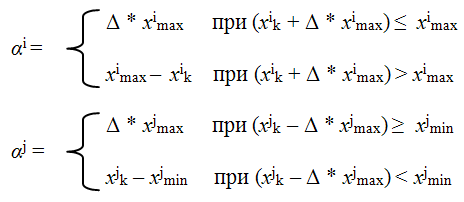 Δ * xⁱmax при (xⁱk + Δ * xⁱmax) ≤ xⁱmax
αⁱ =
xⁱmax – xⁱk при (xⁱk + Δ * xⁱmax) > xⁱmax
Δ * xʲmax при (xʲk – Δ * xʲmax) ≥ xʲmin
αʲ =
xʲk – xʲmin при (xʲk – Δ * xʲmax) < xʲmin